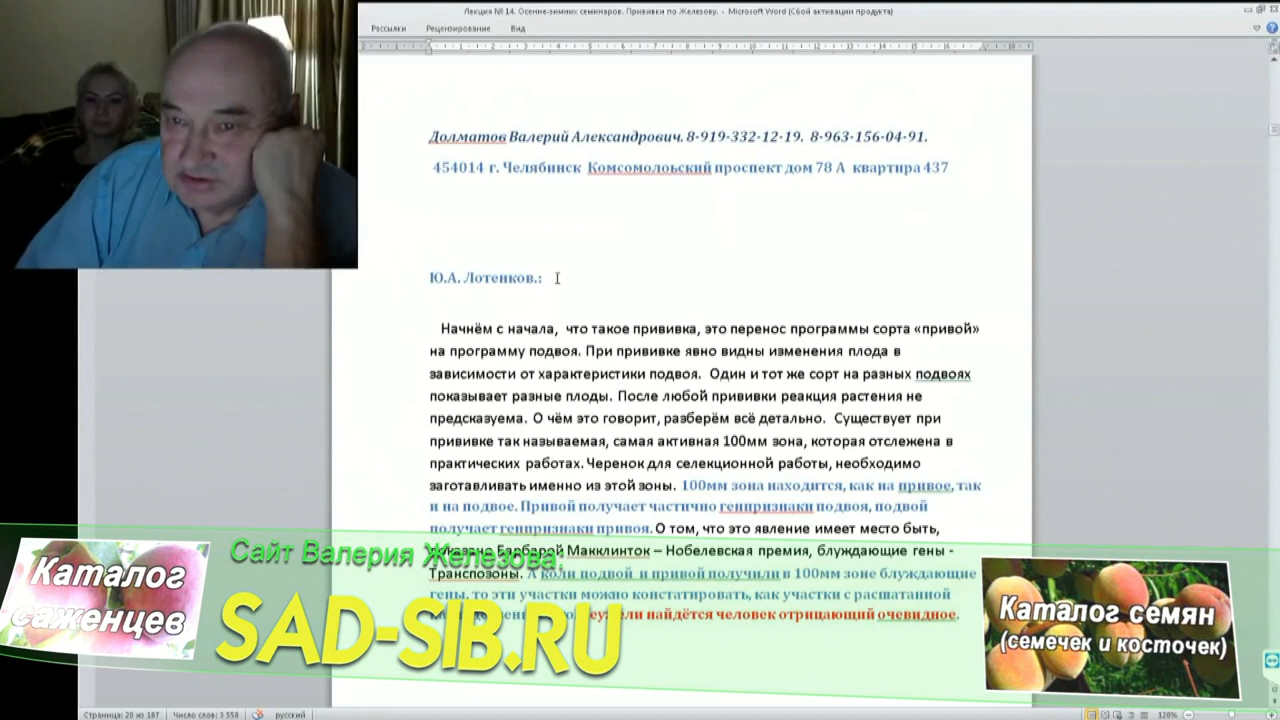 Лекция № 14. Осенне-зимних семинаров. Прививки по Железову. - Microsoft Word (Сбой активации продукта)
Рассылки Рецензирование Вид
Долматов Валерий Александрович. 8-919-332-12-19. 8-963-156-04-91.
454014 г. Челябинск Комсомолоьский проспект дом 78 А квартира 437
Ю.А. Лотенков.:
Начнём с начала, что такое прививка, это перенос программы сорта «привой»
на программу подвоя. При прививке явно видны изменения плода в
зависимости от характеристики подвоя. Один и тот же сорт на разных подвоях
показывает разные плоды. После любой прививки реакция растения не
предсказуема. О чём это говорит, разберём всё детально. Существует при
прививке так называемая, самая активная 100мм зона, которая отслежена в
практических работах. Черенок для селекционной работы, необходимо
заготавливать именно из этой зоны. 100мм зона находится, как на привое, так
и на подвое. Привой получает частично генпризнаки подвоя, подвой
получает генпризнаки привоя. О том, что это явление имеет место быть,
Барбарой Макклинток – Нобелевская премия, блуждающие гены -
Транспозоны. А коли подвой и привой получили в 100мм зоне блуждающие
гены, то эти участки можно констатировать, как участки с расшатанной
найдётся человек отрицающий очевидное.
Сайт Валерия Железова:
SAD-SIB.RU
Каталог
саженцев
Каталог семян
(семечек и косточек)
Страница: 20 из 187 Число слов: 3 558 русский 120%